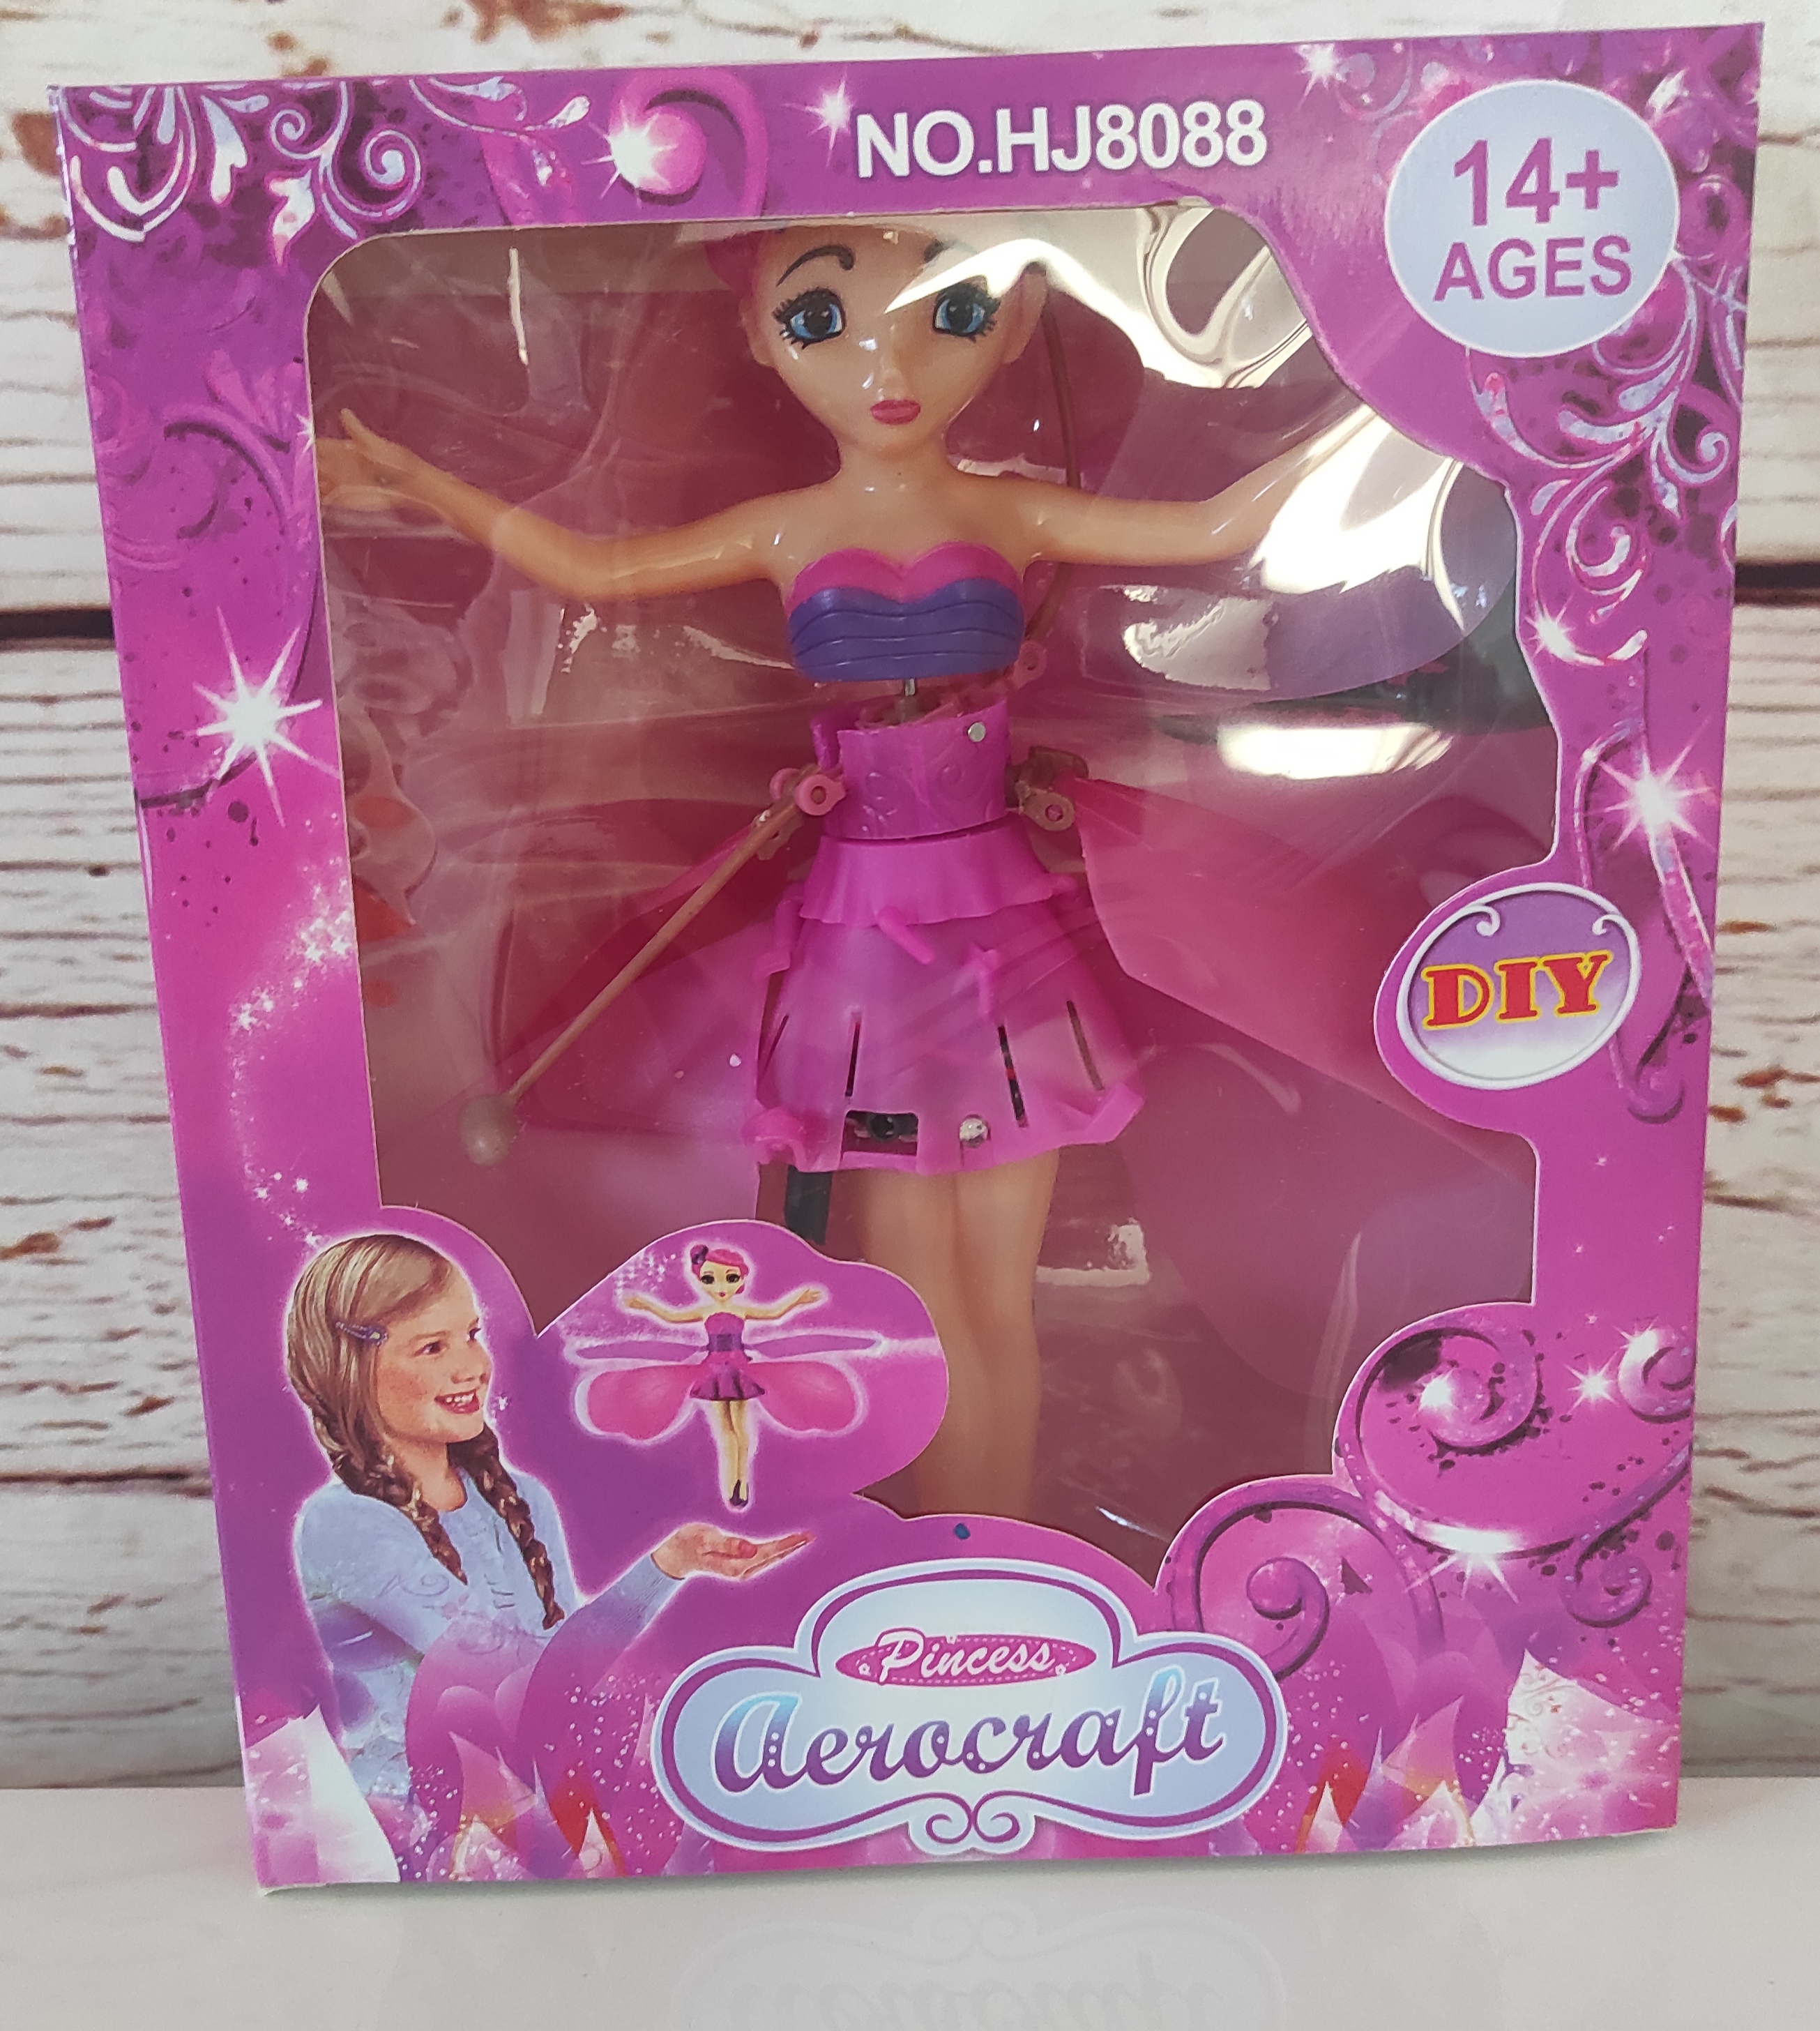 NO.HJ8088
14+
AGES
DIY
Pincess
Aerocraft